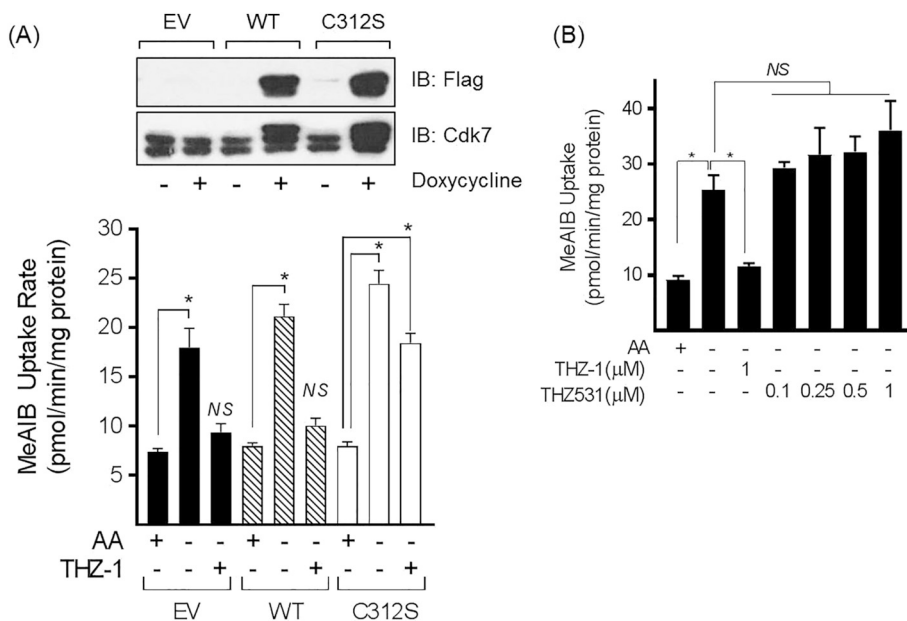 (A)
EV WT C312S
IB: Flag
IB: Cdk7
- + - + - + Doxycycline
MeAIB Uptake Rate
(pmol/min/mg protein)
30
25
20
15
10
5
* NS * NS * *
AA + - - + - - + - -
THZ-1 - - + - - + - - +
EV WT C312S
(B)
MeAIB Uptake
(pmol/min/mg protein)
40
30
20
10
NS
* *
AA + - - - - - -
THZ-1(μM) - - 1 - - - -
THZ531(μM) - - - 0.1 0.25 0.5 1